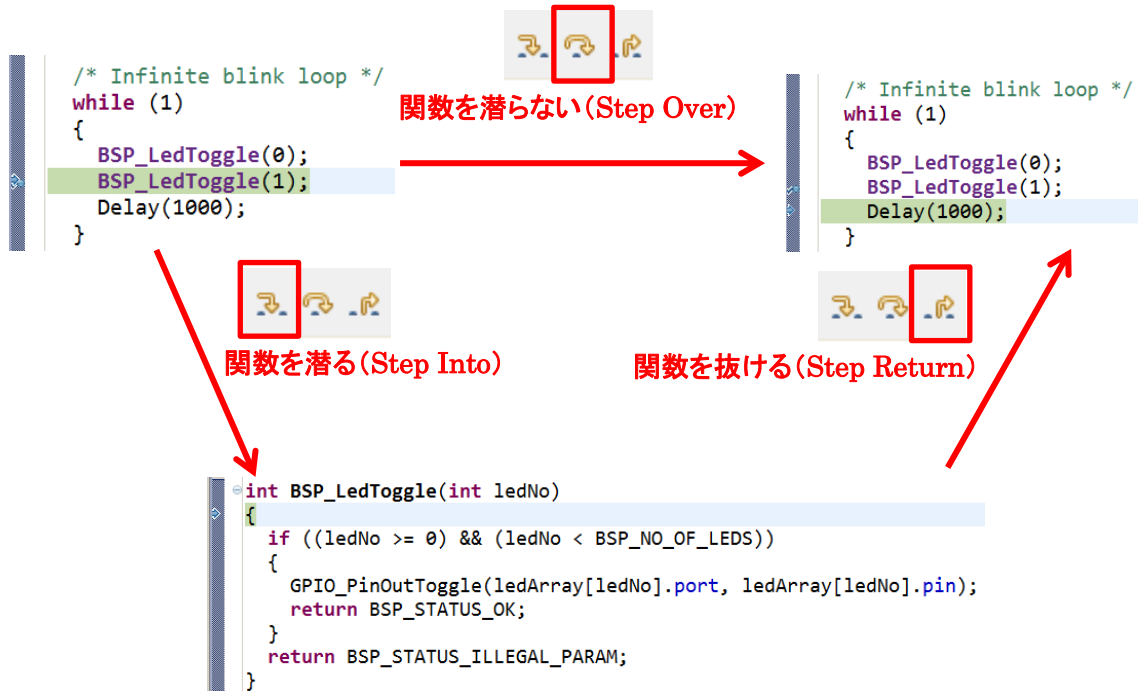 /* Infinite blink loop */
while (1)
{
BSP_LedToggle(0);
BSP_LedToggle(1);
Delay(1000);
}
関数を潜らない（Step Over）
/* Infinite blink loop */
while (1)
{
BSP_LedToggle(0);
BSP_LedToggle(1);
Delay(1000);
}
関数を潜る（Step Into）
関数を抜ける（Step Return）
int BSP_LedToggle(int ledNo)
{
if ((ledNo >= 0) && (ledNo < BSP_NO_OF_LEDS))
{
GPIO_PinOutToggle(ledArray[ledNo].port, ledArray[ledNo].pin);
return BSP_STATUS_OK;
}
return BSP_STATUS_ILLEGAL_PARAM;
}